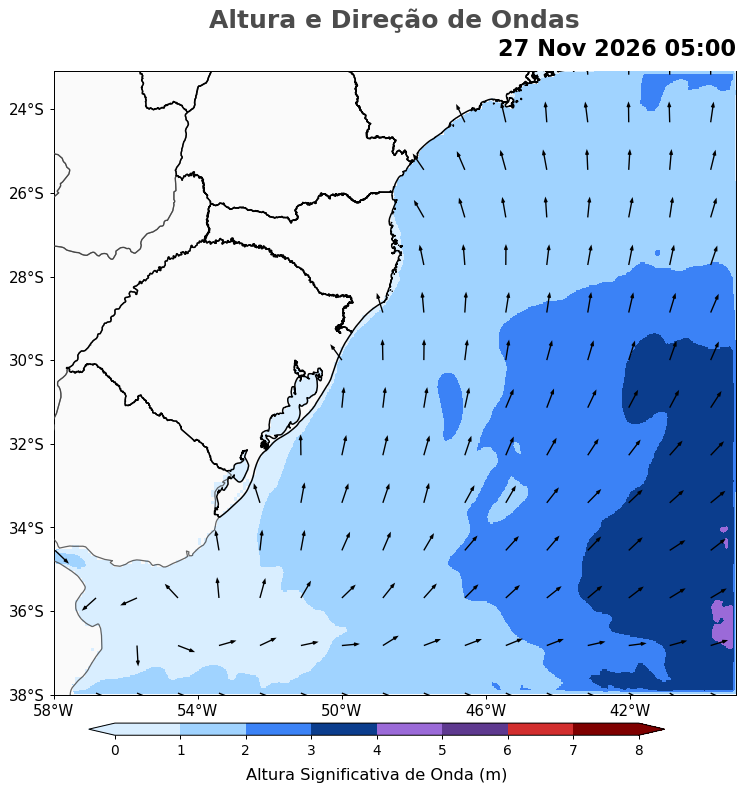 Altura e Direção de Ondas
27 Nov 2026 05:00
24°S
26°S
28°S
30°S
32°S
34°S
36°S
38°S
58°W 54°W 50°W 46°W 42°W
0 1 2 3 4 5 6 7 8
Altura Significativa de Onda (m)